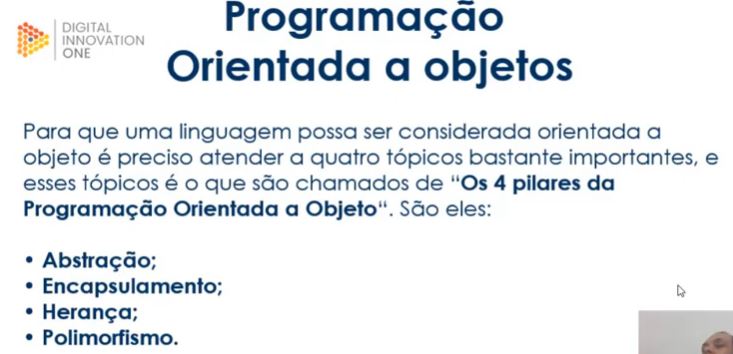 DIGITAL
INNOVATION
ONE
Programação
Orientada a objetos
Para que uma linguagem possa ser considerada orientada a
objeto é preciso atender a quatro tópicos bastante importantes, e
esses tópicos é o que são chamados de “Os 4 pilares da
Programação Orientada a Objeto“. São eles:
• Abstração;
• Encapsulamento;
• Herança;
• Polimorfismo.